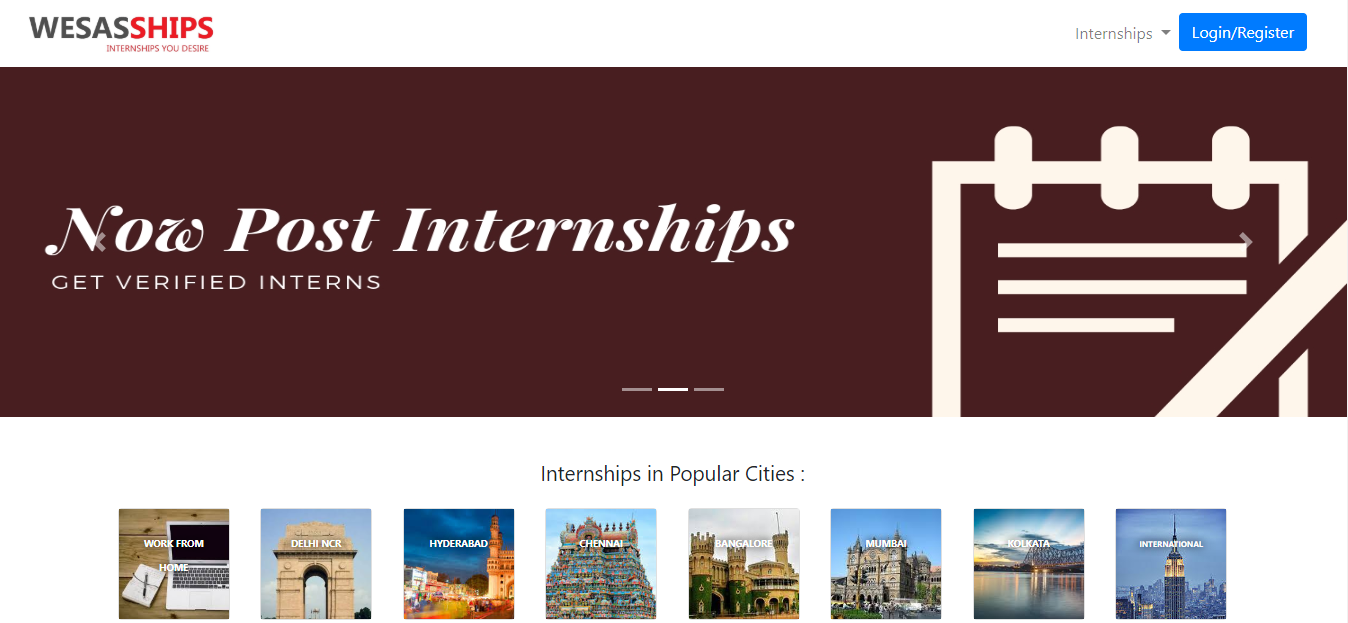 WESASSHIPS
INTERNSHIPS YOU DESIRE
Internships
Login/Register
Now Post Internships
GET VERIFIED INTERNS
Internships in Popular Cities :
WORK FROM
HOME
DELHI NCR
HYDERABAD
CHENNAI
BANGALORE
MUMBAI
KOLKATA
INTERNATIONAL